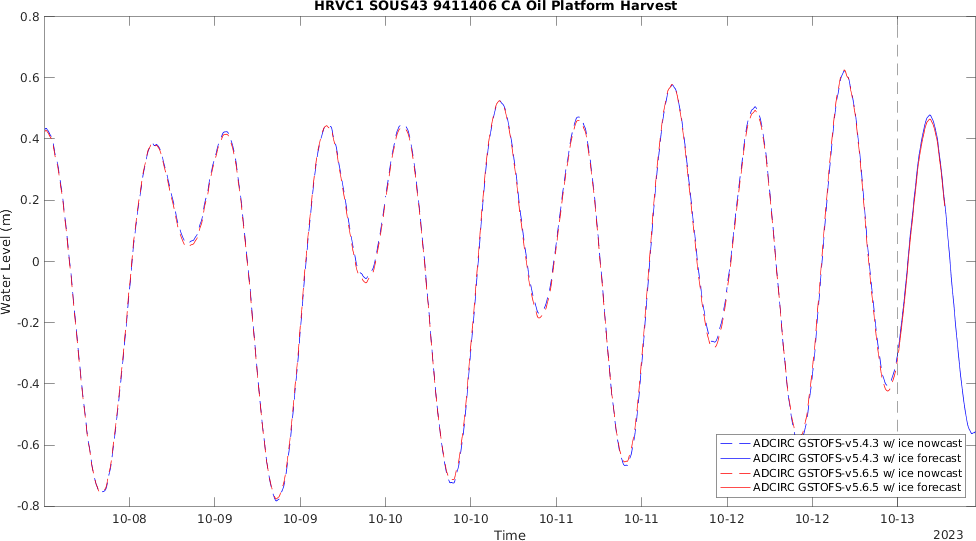 HRVC1 SOUS43 9411406 CA Oil Platform Harvest
0.8
0.6
0.4
0.2
0
-0.2
-0.4
-0.6
-0.8
Water Level (m)
10-08 10-09 10-09 10-10 10-10 10-11 10-11 10-12 10-12 10-13
Time
2023
ADCIRC GSTOFS-v5.4.3 w/ ice nowcast
ADCIRC GSTOFS-v5.4.3 w/ ice forecast
ADCIRC GSTOFS-v5.6.5 w/ ice nowcast
ADCIRC GSTOFS-v5.6.5 w/ ice forecast